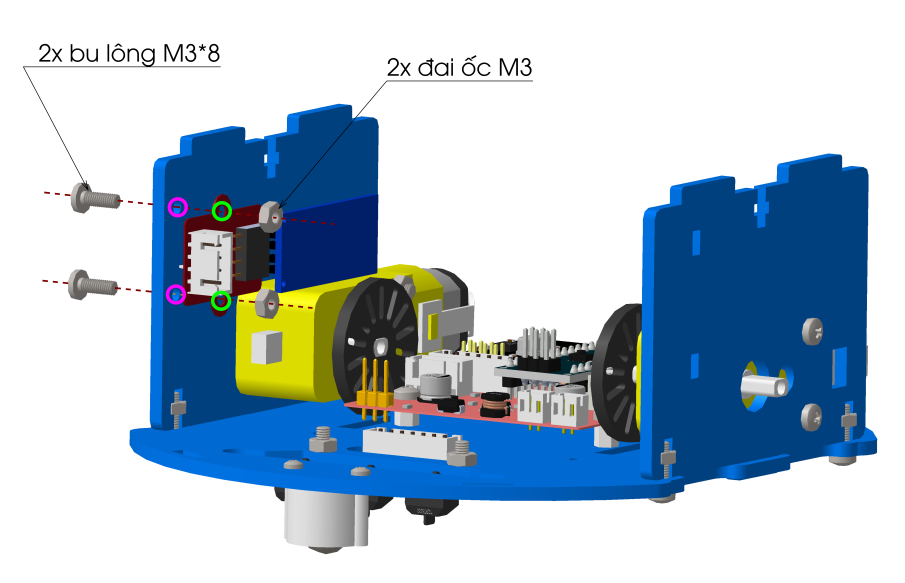 2x bu lông M3*8
2x đai ốc M3